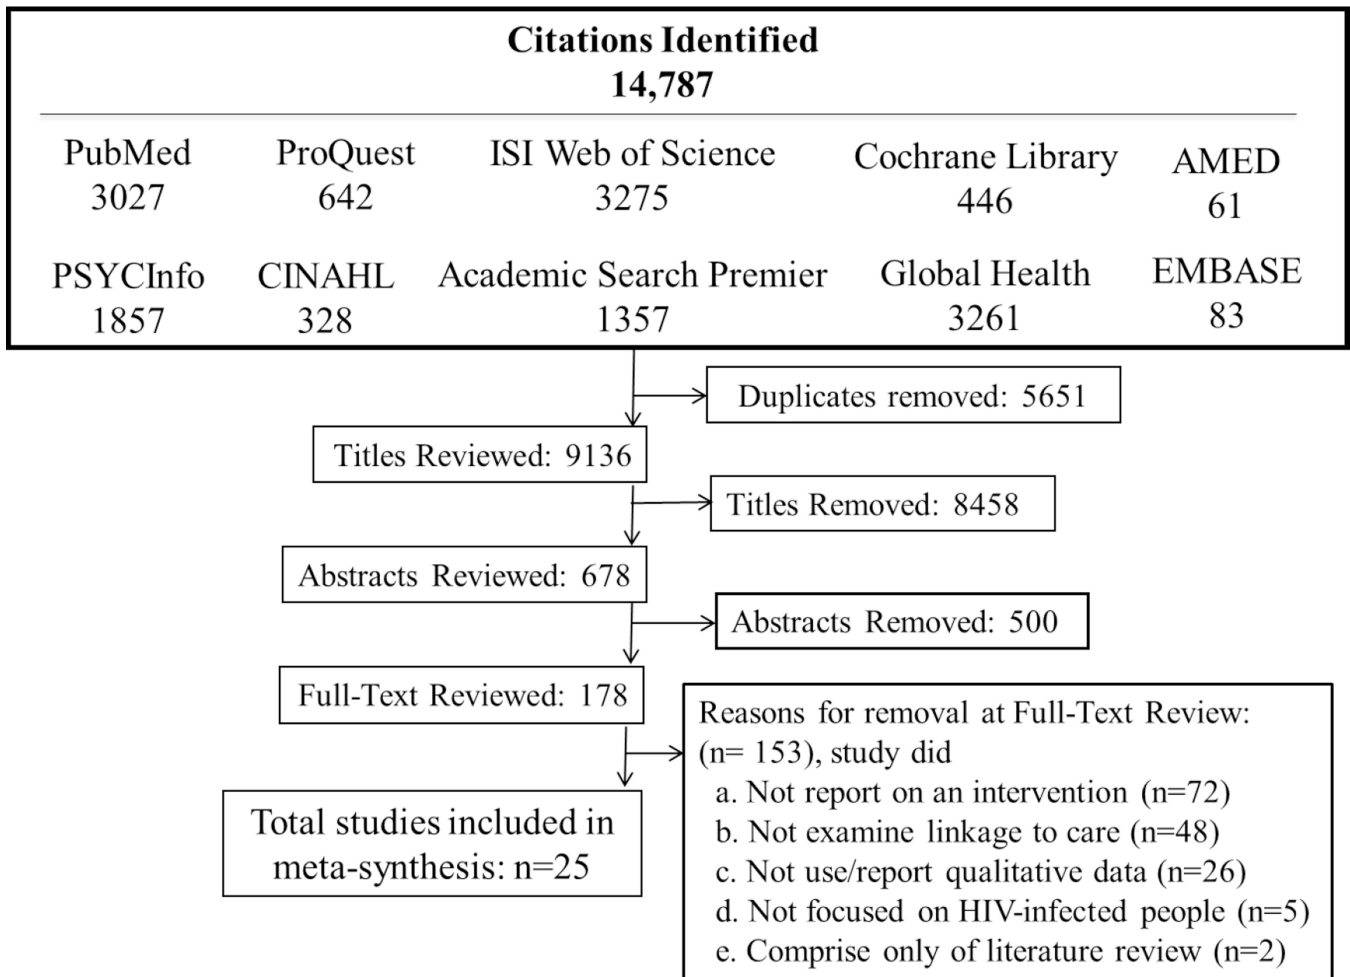 Citations Identified
14,787
PubMed ProQuest ISI Web of Science Cochrane Library AMED
3027 642 3275 446 61
PSYCInfo CINAHL Academic Search Premier Global Health EMBASE
1857 328 1357 3261 83
Duplicates removed: 5651
Titles Reviewed: 9136
Titles Removed: 8458
Abstracts Reviewed: 678
Abstracts Removed: 500
Full-Text Reviewed: 178
Reasons for removal at Full-Text Review:
(n= 153), study did
a. Not report on an intervention (n=72)
b. Not examine linkage to care (n=48)
c. Not use/report qualitative data (n=26)
d. Not focused on HIV-infected people (n=5)
e. Comprise only of literature review (n=2)
Total studies included in
meta-synthesis: n=25